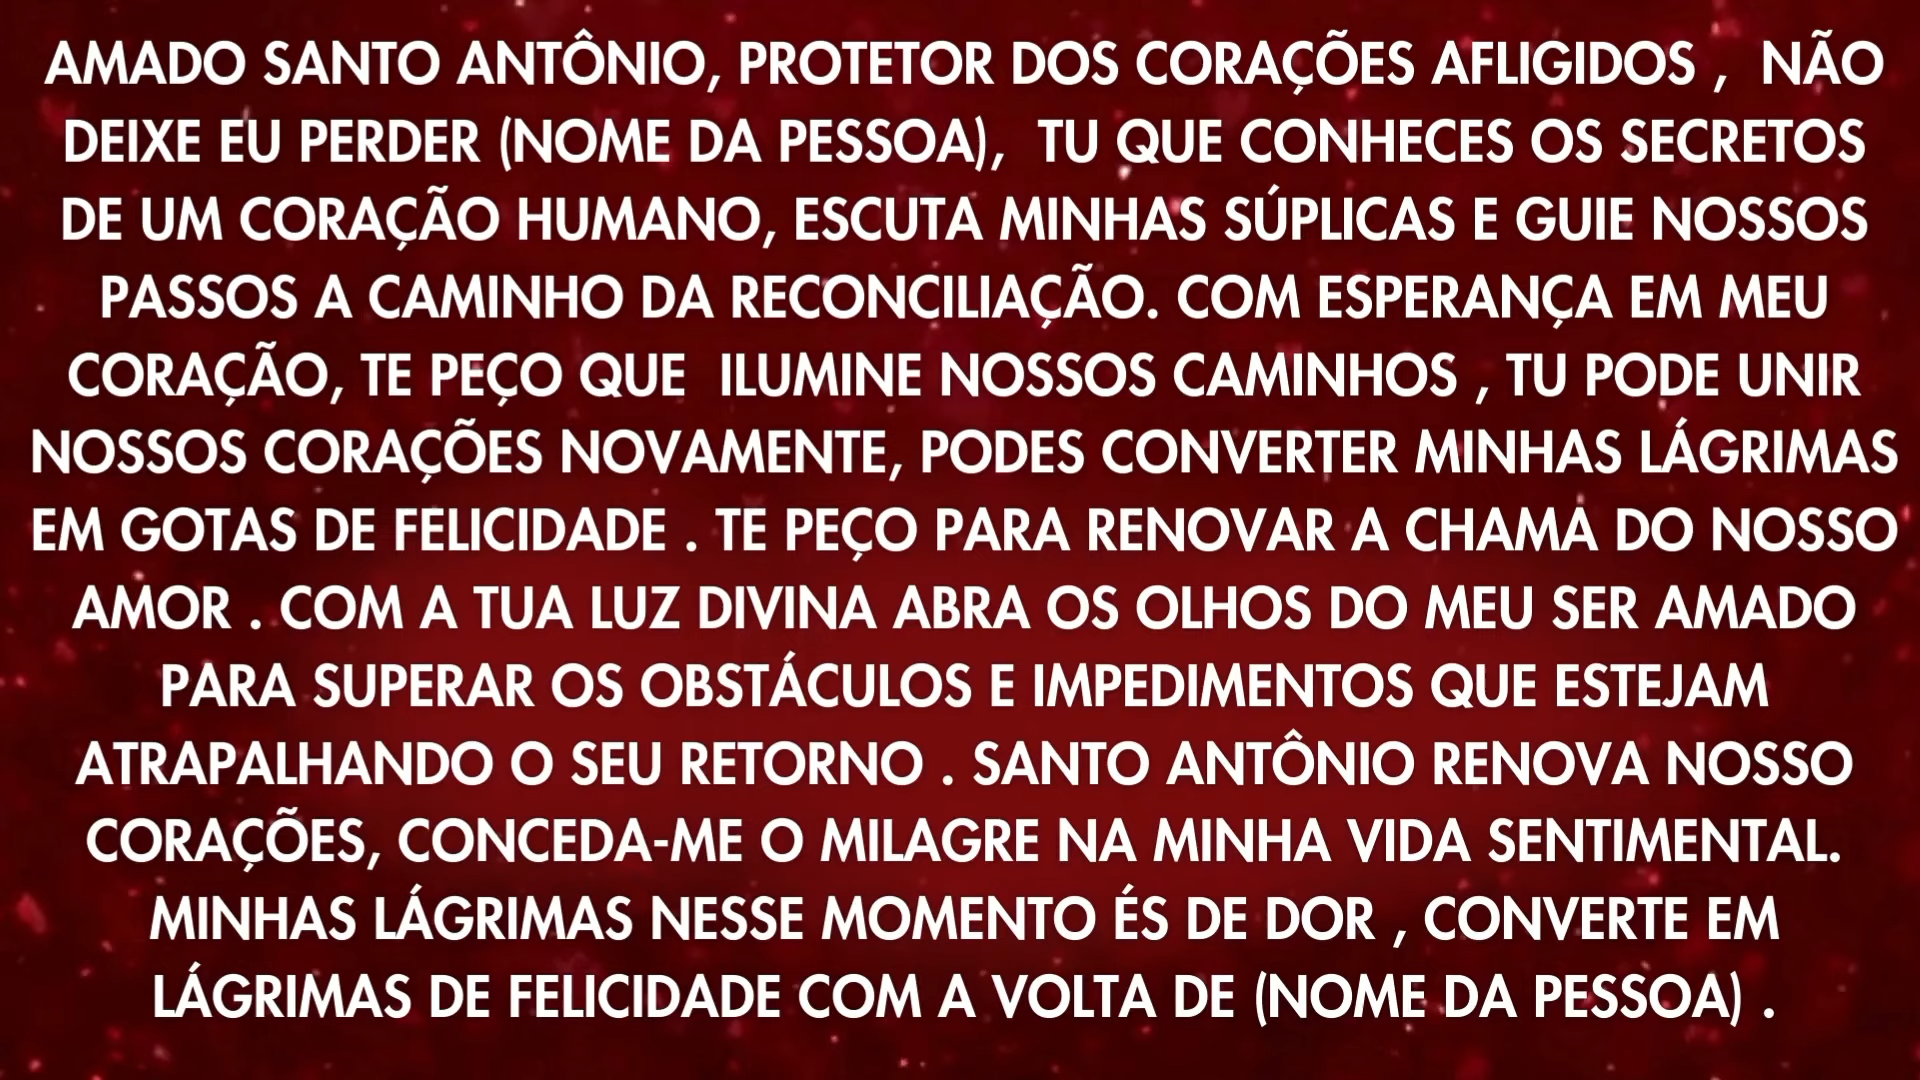 AMADO SANTO ANTÔNIO, PROTETOR DOS CORAÇÕES AFLIGIDOS , NÃO
DEIXE EU PERDER (NOME DA PESSOA), TU QUE CONHECES OS SECRETOS
DE UM CORAÇÃO HUMANO, ESCUTA MINHAS SÚPLICAS E GUIE NOSSOS
PASSOS A CAMINHO DA RECONCILIAÇÃO. COM ESPERANÇA EM MEU
CORAÇÃO, TE PEÇO QUE ILUMINE NOSSOS CAMINHOS , TU PODE UNIR
NOSSOS CORAÇÕES NOVAMENTE, PODES CONVERTER MINHAS LÁGRIMAS
EM GOTAS DE FELICIDADE . TE PEÇO PARA RENOVAR A CHAMA DO NOSSO
AMOR . COM A TUA LUZ DIVINA ABRA OS OLHOS DO MEU SER AMADO
PARA SUPERAR OS OBSTÁCULOS E IMPEDIMENTOS QUE ESTEJAM
ATRAPALHANDO O SEU RETORNO . SANTO ANTÔNIO RENOVA NOSSO
CORAÇÕES, CONCEDA-ME O MILAGRE NA MINHA VIDA SENTIMENTAL.
MINHAS LÁGRIMAS NESSE MOMENTO ÉS DE DOR , CONVERTE EM
LÁGRIMAS DE FELICIDADE COM A VOLTA DE (NOME DA PESSOA) .